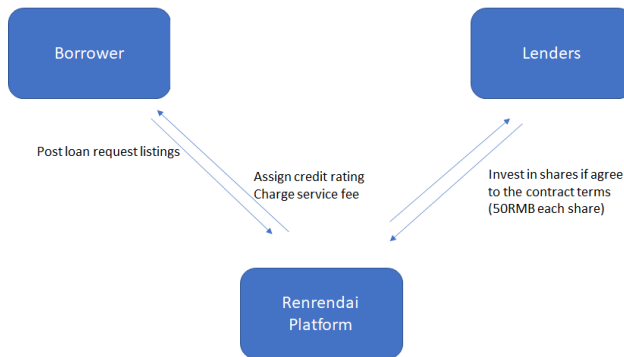 Borrower
Lenders
Post loan request listings
Assign credit rating
Charge service fee
Invest in shares if agree
to the contract terms
(50RMB each share)
Renrendai
Platform